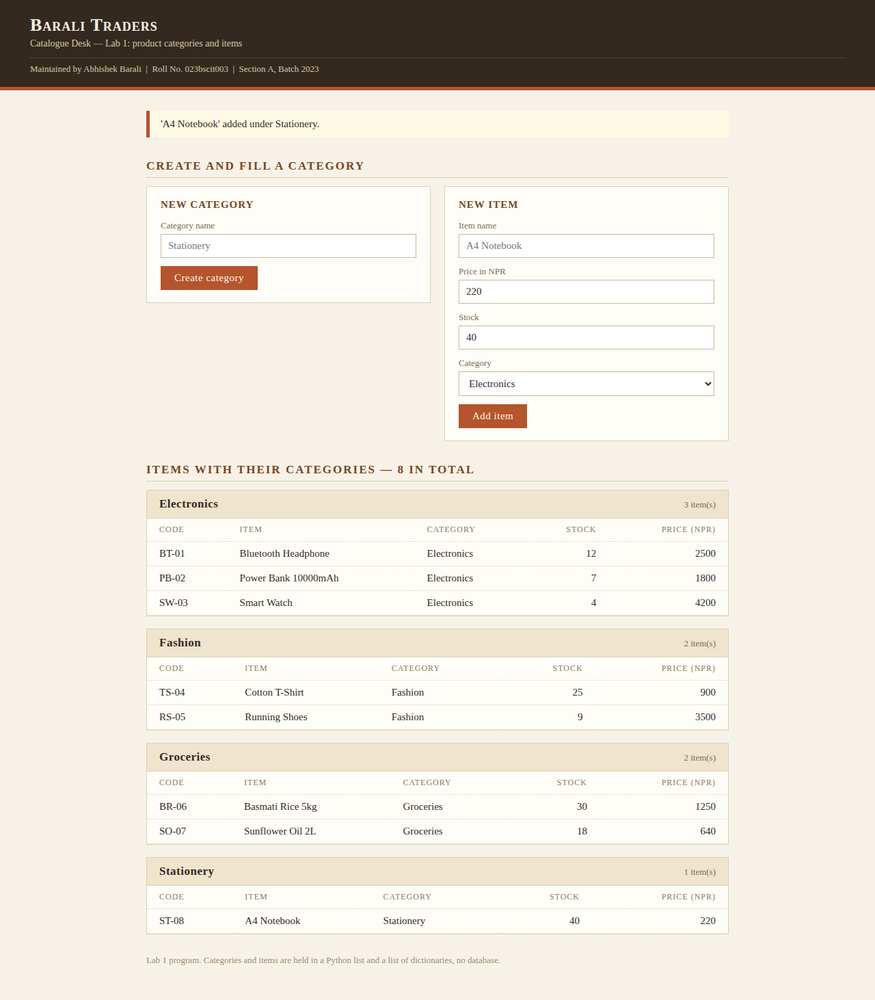 Barali Traders
Catalogue Desk — Lab 1: product categories and items
Maintained by Abhishek Barali | Roll No. 023bscit003 | Section A, Batch 2023
'A4 Notebook' added under Stationery.
CREATE AND FILL A CATEGORY
NEW CATEGORY
Category name
Stationery
Create category
NEW ITEM
Item name
A4 Notebook
Price in NPR
220
Stock
40
Category
Electronics
Add item
ITEMS WITH THEIR CATEGORIES — 8 IN TOTAL
Electronics 3 item(s)
CODE ITEM CATEGORY STOCK PRICE (NPR)
BT-01 Bluetooth Headphone Electronics 12 2500
PB-02 Power Bank 10000mAh Electronics 7 1800
SW-03 Smart Watch Electronics 4 4200
Fashion 2 item(s)
CODE ITEM CATEGORY STOCK PRICE (NPR)
TS-04 Cotton T-Shirt Fashion 25 900
RS-05 Running Shoes Fashion 9 3500
Groceries 2 item(s)
CODE ITEM CATEGORY STOCK PRICE (NPR)
BR-06 Basmati Rice 5kg Groceries 30 1250
SO-07 Sunflower Oil 2L Groceries 18 640
Stationery 1 item(s)
CODE ITEM CATEGORY STOCK PRICE (NPR)
ST-08 A4 Notebook Stationery 40 220
Lab 1 program. Categories and items are held in a Python list and a list of dictionaries, no database.